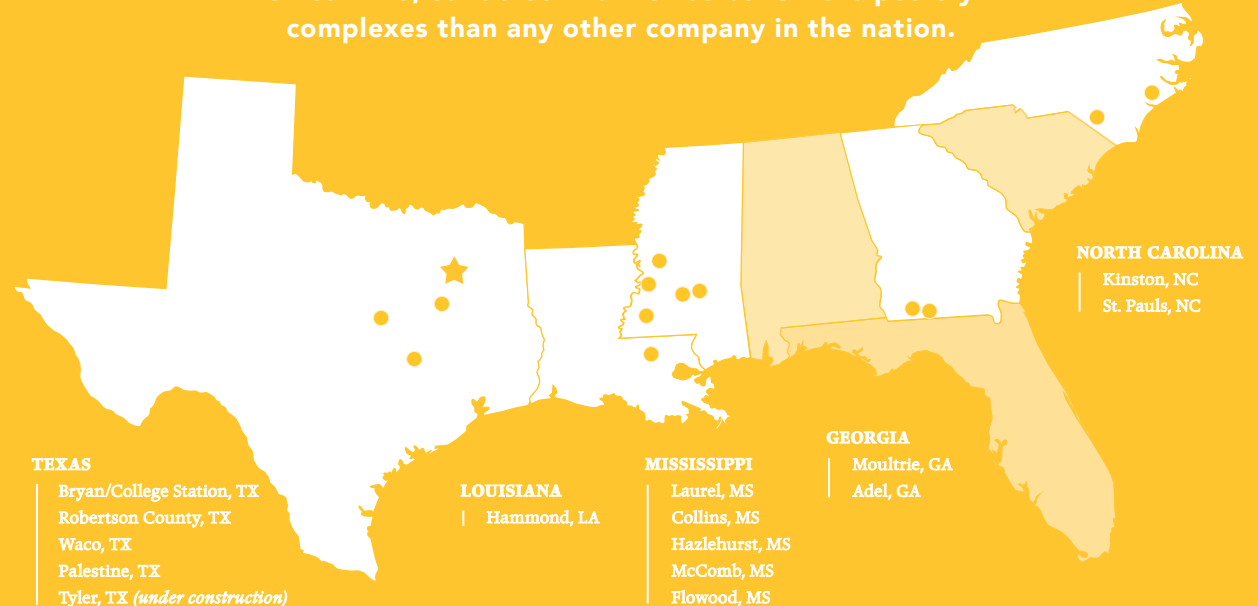 complexes than any other company in the nation.
NORTH CAROLINA
Kinston, NC
St. Pauls, NC
GEORGIA
Moultrie, GA
Adel, GA
TEXAS
Bryan/College Station, TX
Robertson County, TX
Waco, TX
Palestine, TX
Tyler, TX (under construction)
LOUISIANA
Hammond, LA
MISSISSIPPI
Laurel, MS
Collins, MS
Hazlehurst, MS
McComb, MS
Flowood, MS